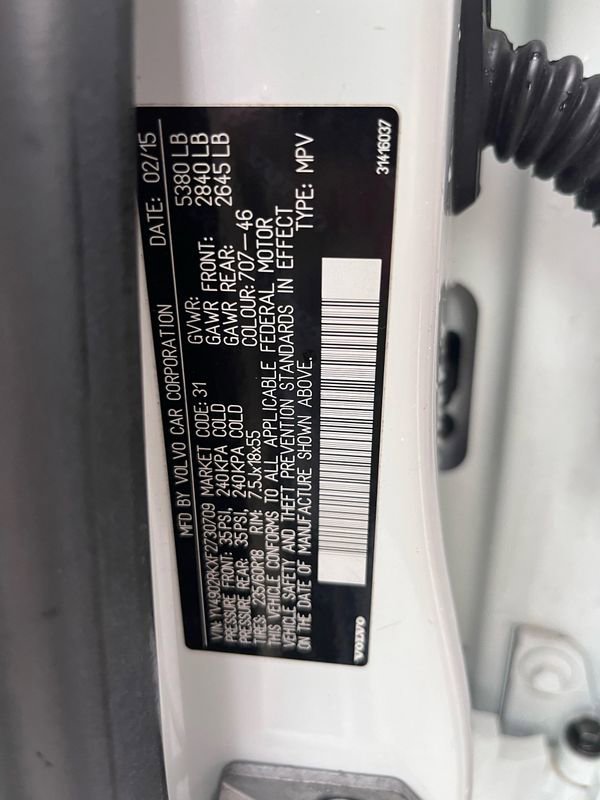 MFD BY VOLVO CAR CORPORATION DATE: 02/15
VIN: YV4902RKXF2730709 MARKET CODE: 31 GVWR: 5380 LB
PRESSURE FRONT: 35PSI, 240KPA COLD GAWR FRONT: 2840 LB
PRESSURE REAR: 35PSI, 240KPA COLD GAWR REAR: 2645 LB
TIRES: 235/60R18 RIM: 7.5Jx18x55 COLOUR: 707-46
THIS VEHICLE CONFORMS TO ALL APPLICABLE FEDERAL MOTOR
VEHICLE SAFETY AND THEFT PREVENTION STANDARDS IN EFFECT
ON THE DATE OF MANUFACTURE SHOWN ABOVE. TYPE: MPV
VOLVO 31416037